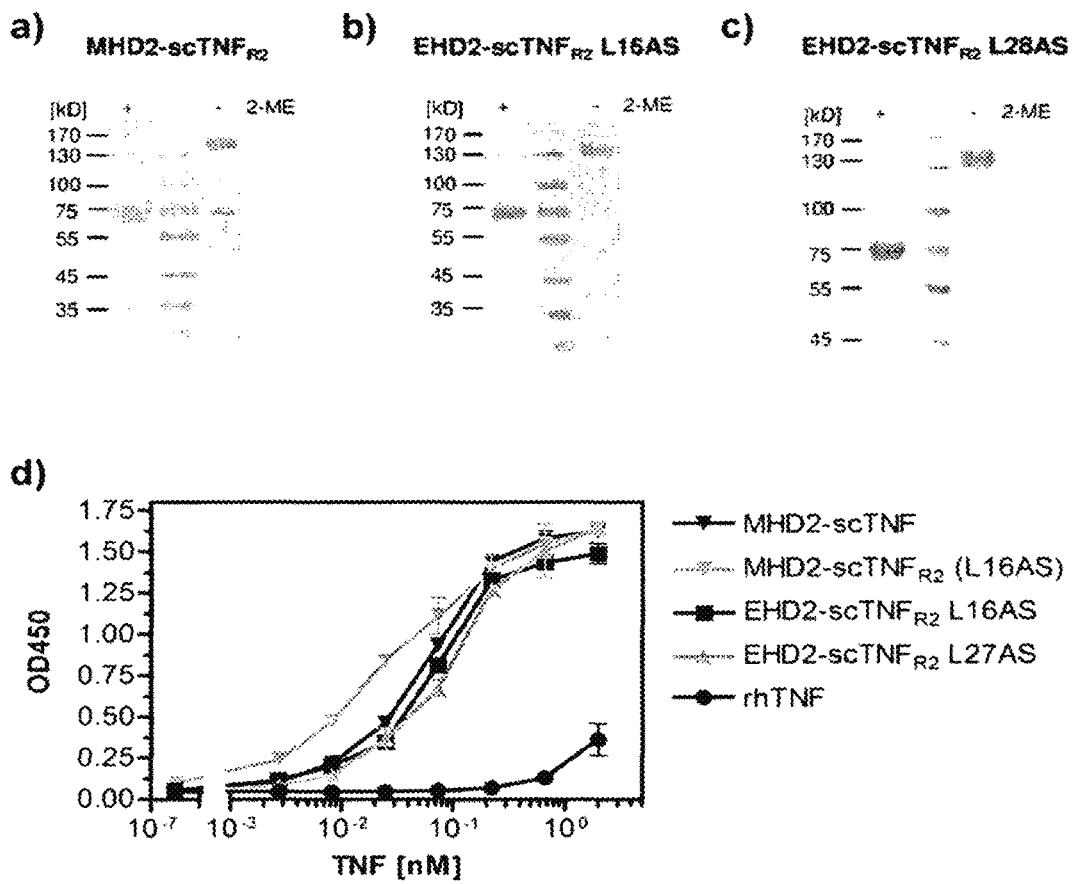 a) MHD2-scTNFR2
[kD] + - 2-ME
170
130
100
75
55
45
35
b) EHD2-scTNFR2 L16AS
[kD] + - 2-ME
170
130
100
75
55
45
35
c) EHD2-scTNFR2 L28AS
[kD] + - 2-ME
170
130
100
75
55
45
d)
OD450
1.75
1.50
1.25
1.00
0.75
0.50
0.25
0.00
10-7 10-3 10-2 10-1 100
TNF [nM]
MHD2-scTNF
MHD2-scTNFR2 (L16AS)
EHD2-scTNFR2 L16AS
EHD2-scTNFR2 L27AS
rhTNF